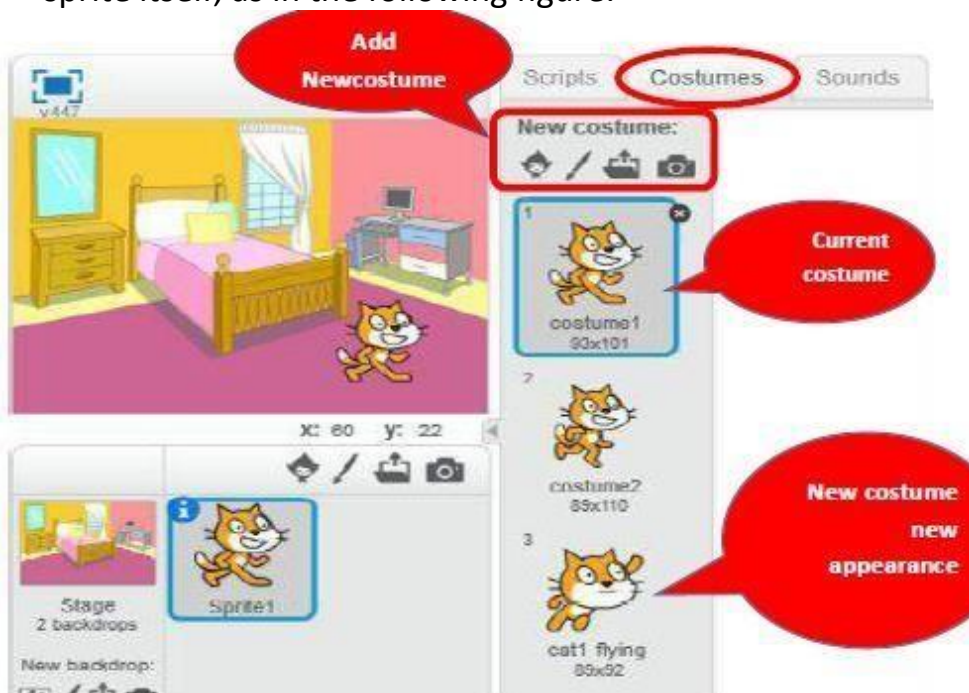 sprite itself, as in the following figure:
Add
Newcostume
v447
Scripts
Costumes
Sounds
New costume:
1
costume1
93x101
Current
costume
x: 60 y: 22
2
costume2
89x110
Sprite1
Stage
2 backdrops
New backdrop:
3
cat1 flying
89x92
New costume
new
appearance